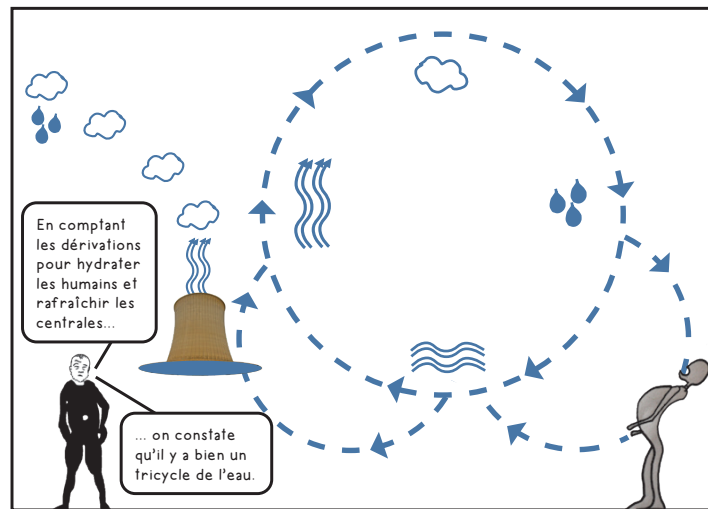 En comptant
les dérivations
pour hydrater
les humains et
rafraîchir les
centrales...
... on constate
qu'il y a bien un
tricycle de l'eau.